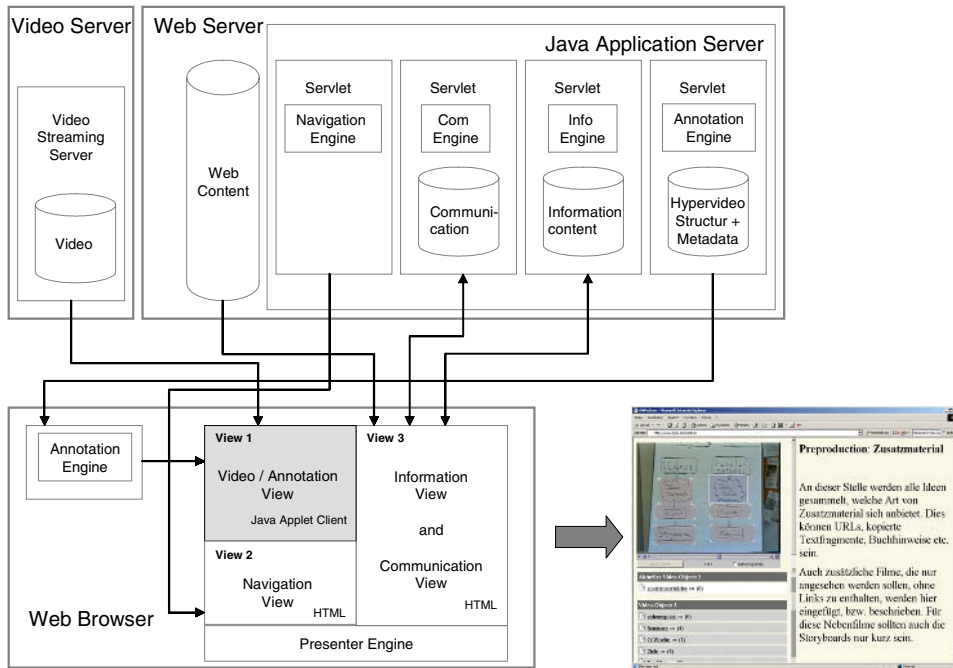 Video Server
Web Server
Java Application Server
Video
Streaming
Server
Video
Web
Content
Servlet
Navigation
Engine
Servlet
Com
Engine
Communi-
cation
Servlet
Info
Engine
Information
content
Servlet
Annotation
Engine
Hypervideo
Structur +
Metadata
Annotation
Engine
View 1
Video / Annotation
View
Java Applet Client
View 2
Navigation
View
HTML
View 3
Information
View
and
Communication
View
HTML
Web Browser
Presenter Engine
Preproduction: Zusatzmaterial
An dieser Stelle werden alle Ideen
gesammelt, welche Art von
Zusatzmaterial sich anbietet. Dies
können URLs, kopierte
Textfragmente, Buchhinweise etc.
sein.
Auch zusätzliche Filme, die nur
angesehen werden sollen, ohne
Links zu enthalten, werden hier
eingefügt, bzw. beschrieben. Für
diese Nebenfilme sollten auch die
Storyboards nur kurz sein.